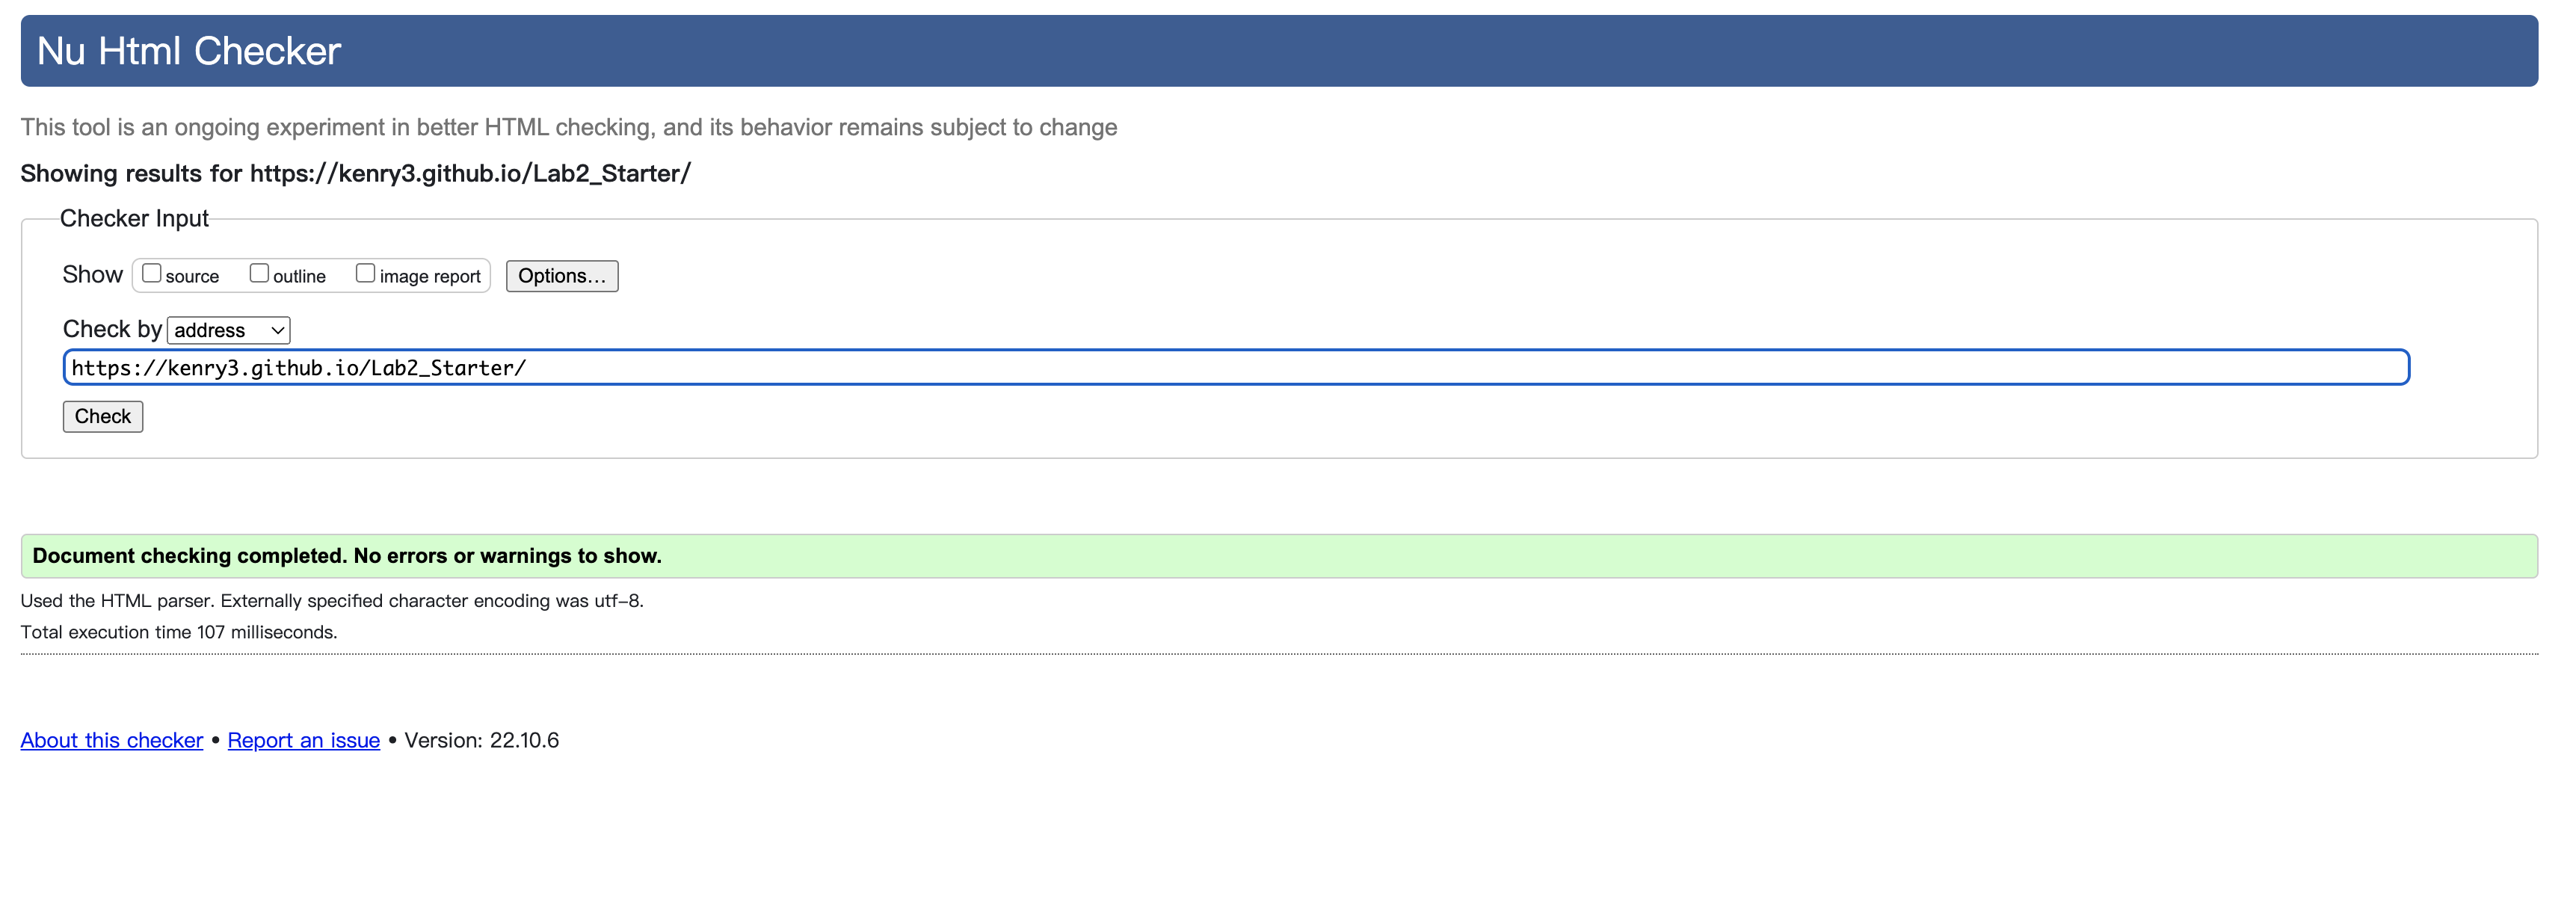 Nu Html Checker
This tool is an ongoing experiment in better HTML checking, and its behavior remains subject to change
Showing results for https://kenry3.github.io/Lab2_Starter/
Checker Input
Show source outline image report Options...
Check by address
https://kenry3.github.io/Lab2_Starter/
Check
Document checking completed. No errors or warnings to show.
Used the HTML parser. Externally specified character encoding was utf-8.
Total execution time 107 milliseconds.
About this checker • Report an issue • Version: 22.10.6